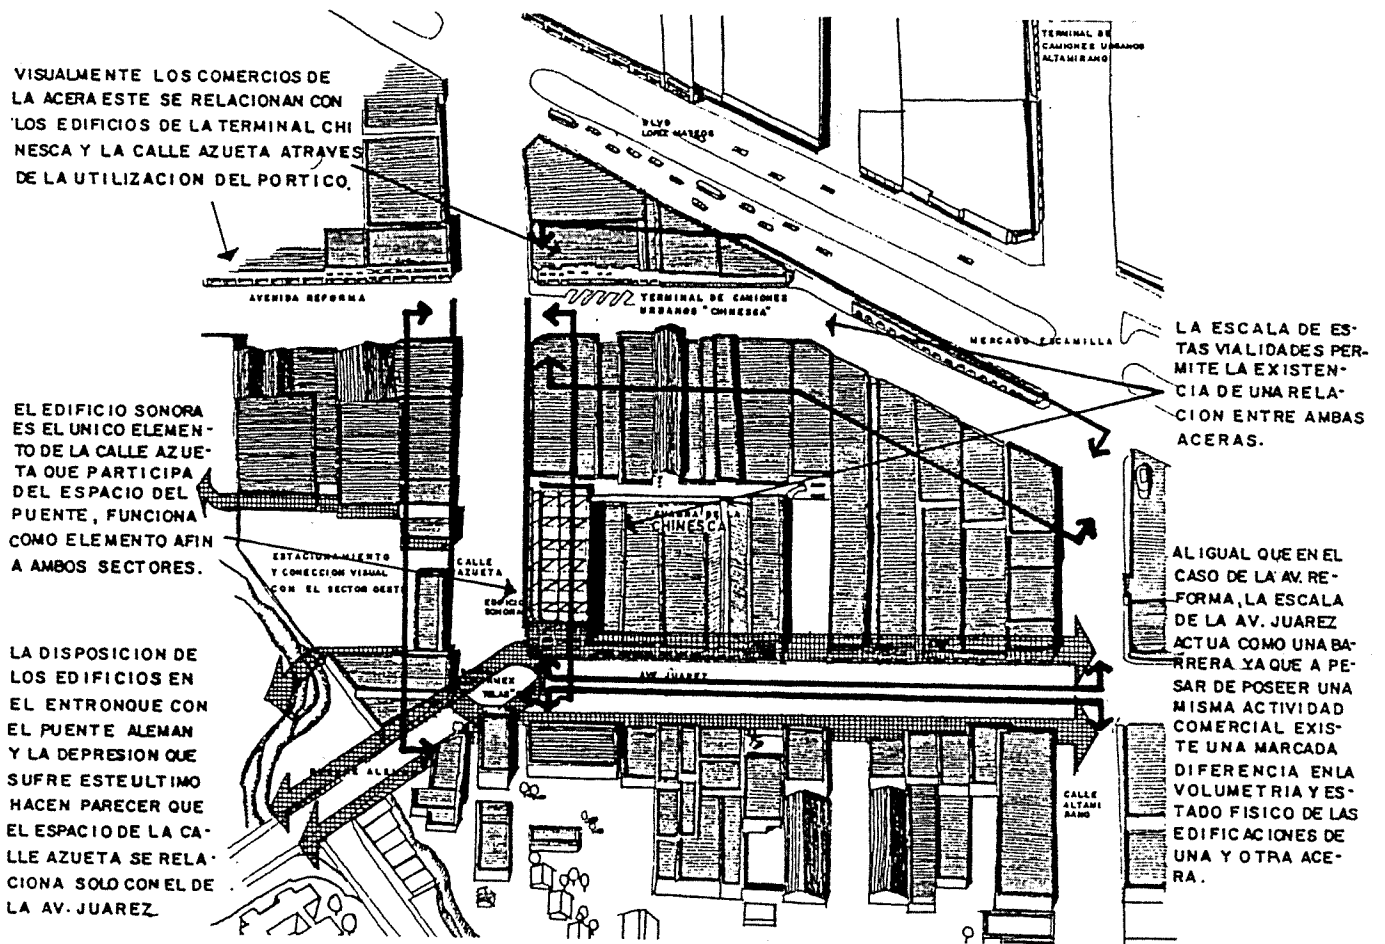 VISUALMENTE LOS COMERCIOS DE
LA ACERA ESTE SE RELACIONAN CON
LOS EDIFICIOS DE LA TERMINAL CHI
NESCA Y LA CALLE AZUETA ATRAVES
DE LA UTILIZACION DEL PORTICO.
TERMINAL DE
CAMIONES URBANOS
ALTAMIRANO
BLVD
LOPEZ MATEOS
AVENIDA REFORMA
TERMINAL DE CAMIONES
URBANOS "CHINESCA"
MERCADO ESCAMILLA
LA ESCALA DE ES-
TAS VIALIDADES PER-
MITE LA EXISTEN-
CIA DE UNA RELA-
CION ENTRE AMBAS
ACERAS.
EL EDIFICIO SONORA
ES EL UNICO ELEMEN-
TO DE LA CALLE AZUE-
TA QUE PARTICIPA
DEL ESPACIO DEL
PUENTE, FUNCIONA
COMO ELEMENTO AFIN
A AMBOS SECTORES.
DE LA
CHINESCA
ESTACIONAMIENTO
Y CONECCION VISUAL
CON EL SECTOR OESTE
CALLE
AZUETA
EDIFICIO
SONORA
AL IGUAL QUE EN EL
CASO DE LA AV. RE-
FORMA, LA ESCALA
DE LA AV. JUAREZ
ACTUA COMO UNA BA-
RRERA YA QUE A PE-
SAR DE POSEER UNA
MISMA ACTIVIDAD
COMERCIAL EXIS-
TE UNA MARCADA
DIFERENCIA EN LA
VOLUMETRIA Y ES-
TADO FISICO DE LAS
EDIFICACIONES DE
UNA Y OTRA ACE-
RA.
LA DISPOSICION DE
LOS EDIFICIOS EN
EL ENTRONQUE CON
EL PUENTE ALEMAN
Y LA DEPRESION QUE
SUFRE ESTE ULTIMO
HACEN PARECER QUE
EL ESPACIO DE LA CA-
LLE AZUETA SE RELA-
CIONA SOLO CON EL DE
LA AV. JUAREZ
AVE JUAREZ
CALLE
ALTAMI
RANO